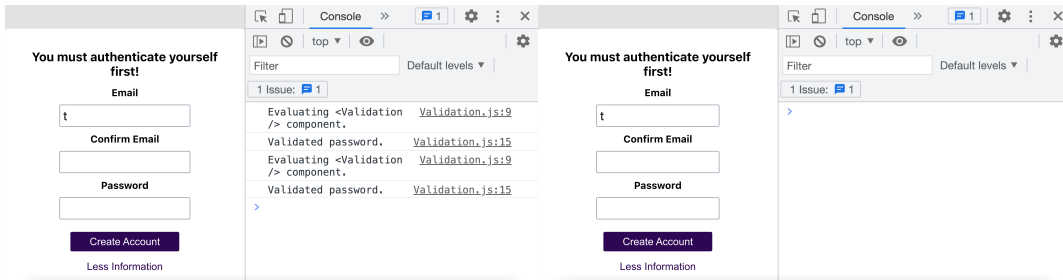 You must authenticate yourself
first!
Email
t
Confirm Email
Password
Create Account
Less Information
Console » 1
top ▼
Filter Default levels ▼
1 Issue: 1
Evaluating <Validation Validation.js:9
/> component.
Validated password. Validation.js:15
Evaluating <Validation Validation.js:9
/> component.
Validated password. Validation.js:15
>
You must authenticate yourself
first!
Email
t
Confirm Email
Password
Create Account
Less Information
Console » 1
top ▼
Filter Default levels ▼
1 Issue: 1
>